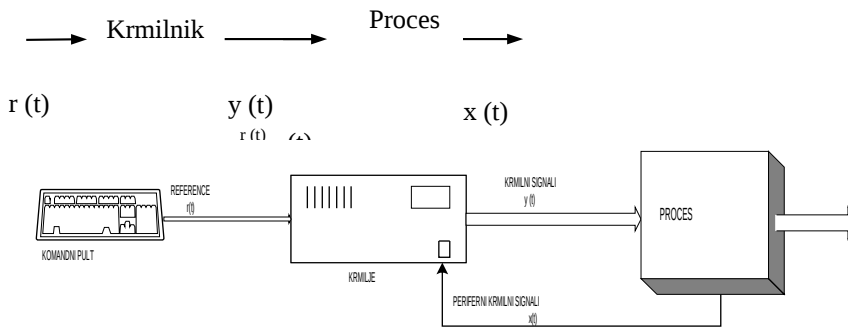 Krmilnik
Proces
r (t)
y (t)
x (t)
r (t)
REFERENCE
r(t)
KRMILNI SIGNALI
y (t)
PROCES
KOMANDNI PULT
KRMILJE
PERIFERNI KRMILNI SIGNALI
x(t)